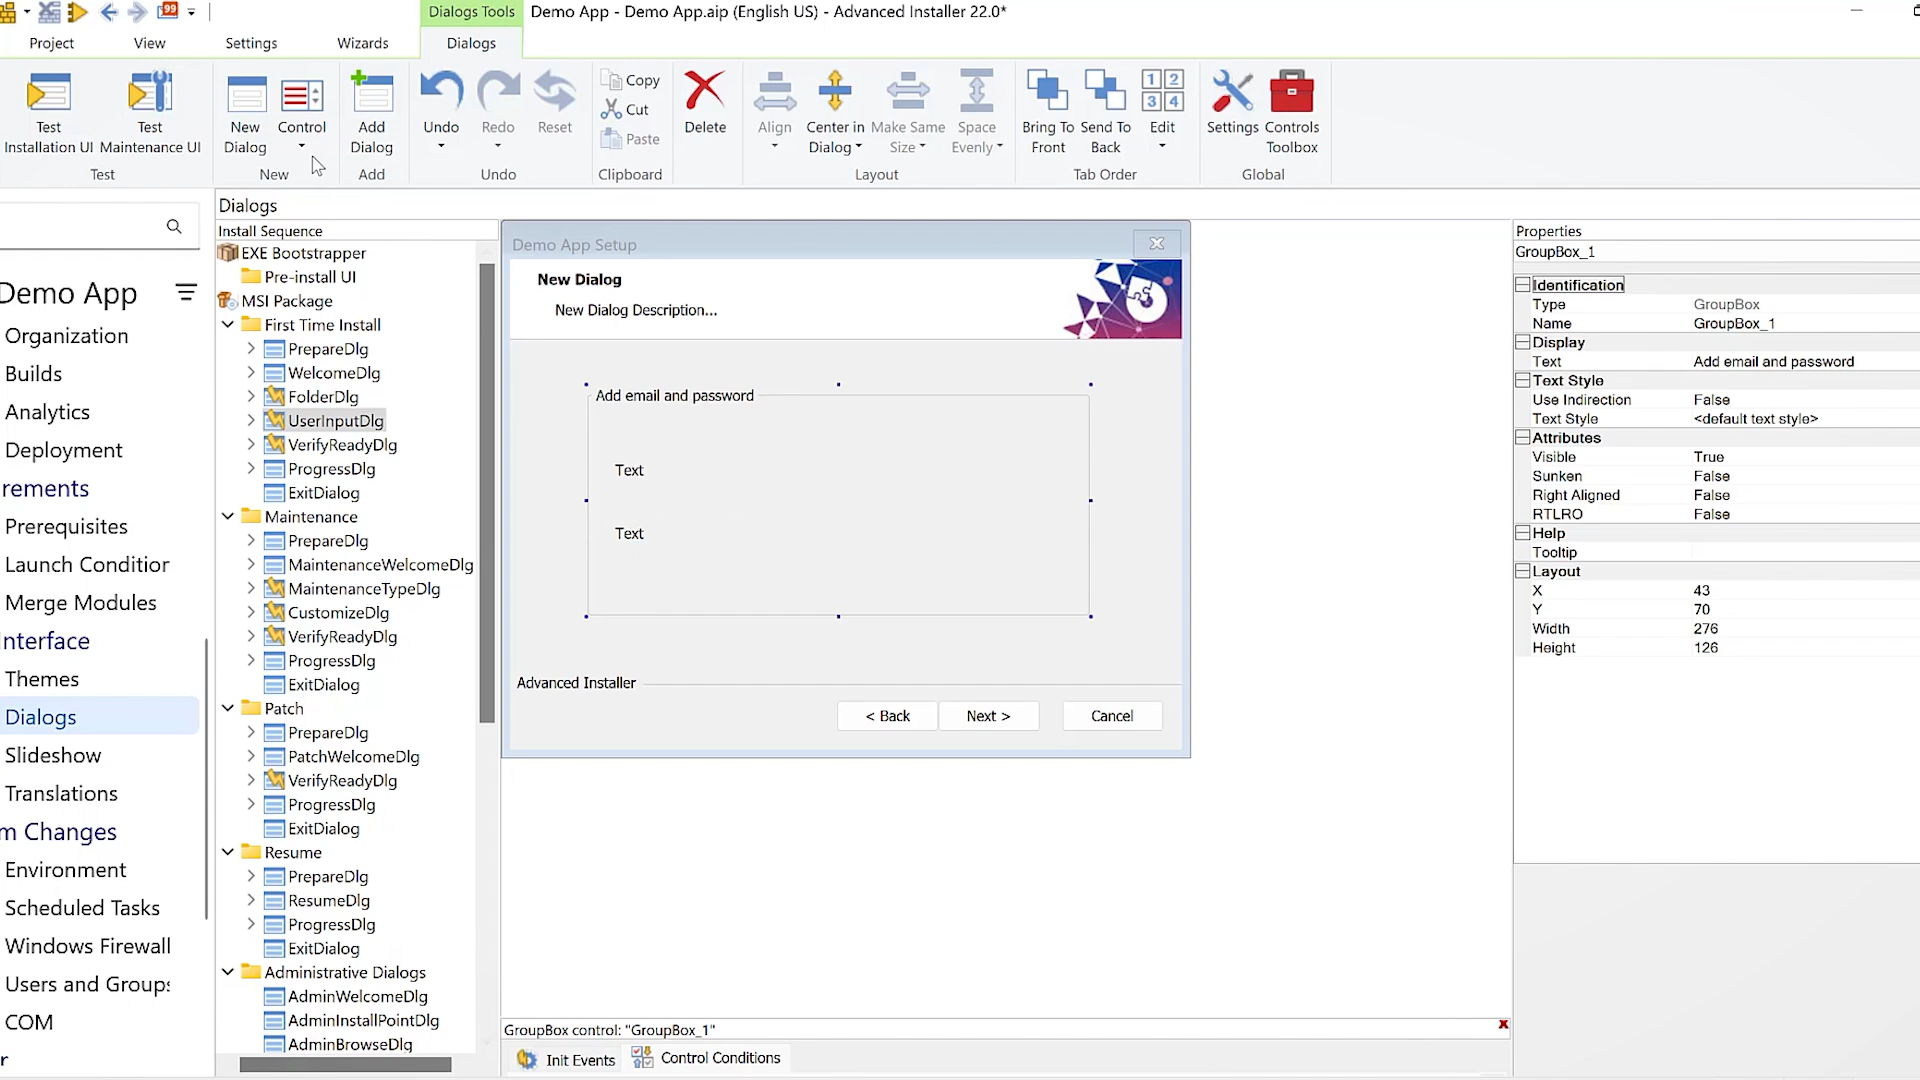 99
Dialogs Tools
Demo App - Demo App.aip (English US) - Advanced Installer 22.0*
Project
View
Settings
Wizards
Dialogs
Test Installation UI
Test Maintenance UI
Test
New Dialog
Control
New
Add Dialog
Add
Undo
Redo
Reset
Undo
Copy
Cut
Paste
Clipboard
Delete
Align
Center in Dialog
Make Same Size
Space Evenly
Layout
Bring To Front
Send To Back
1 2
3 4
Edit
Tab Order
Settings
Controls Toolbox
Global
Demo App
Organization
Builds
Analytics
Deployment
rements
Prerequisites
Launch Condition
Merge Modules
Interface
Themes
Dialogs
Slideshow
Translations
m Changes
Environment
Scheduled Tasks
Windows Firewall
Users and Groups
COM
r
Dialogs
Install Sequence
EXE Bootstrapper
Pre-install UI
MSI Package
First Time Install
PrepareDlg
WelcomeDlg
FolderDlg
UserInputDlg
VerifyReadyDlg
ProgressDlg
ExitDialog
Maintenance
PrepareDlg
MaintenanceWelcomeDlg
MaintenanceTypeDlg
CustomizeDlg
VerifyReadyDlg
ProgressDlg
ExitDialog
Patch
PrepareDlg
PatchWelcomeDlg
VerifyReadyDlg
ProgressDlg
ExitDialog
Resume
PrepareDlg
ResumeDlg
ProgressDlg
ExitDialog
Administrative Dialogs
AdminWelcomeDlg
AdminInstallPointDlg
AdminBrowseDlg
Demo App Setup
New Dialog
New Dialog Description...
Add email and password
Text
Text
Advanced Installer
< Back
Next >
Cancel
GroupBox control: "GroupBox_1"
Init Events
Control Conditions
Properties
GroupBox_1
Identification
Type GroupBox
Name GroupBox_1
Display
Text Add email and password
Text Style
Use Indirection False
Text Style <default text style>
Attributes
Visible True
Sunken False
Right Aligned False
RTLRO False
Help
Tooltip
Layout
X 43
Y 70
Width 276
Height 126